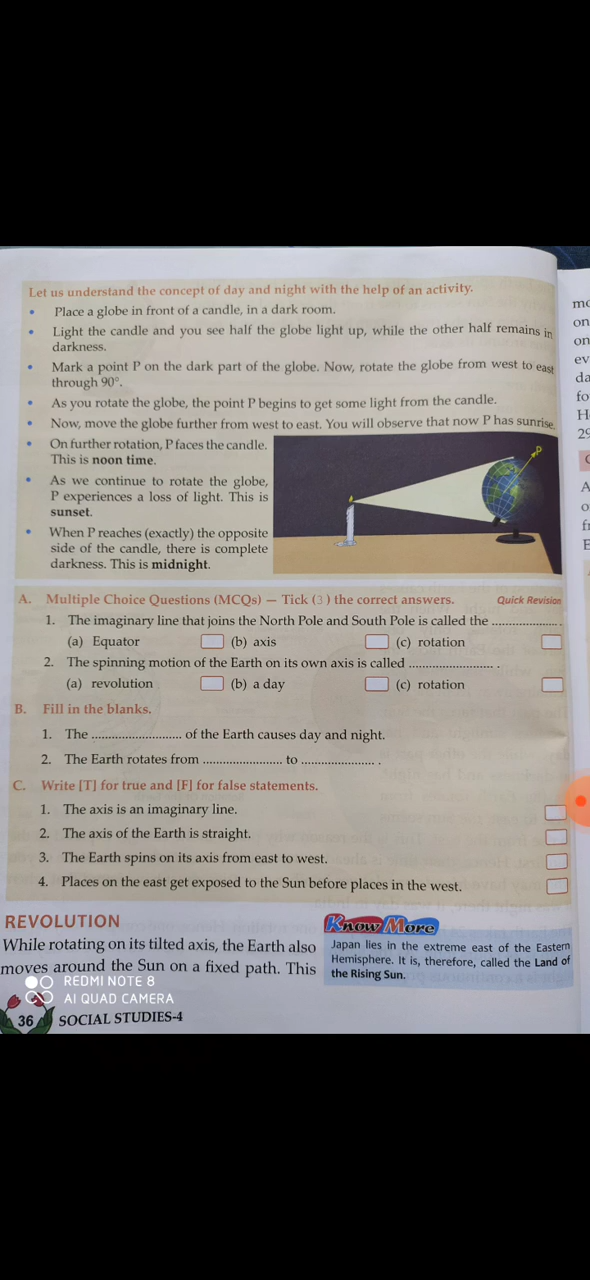 Let us understand the concept of day and night with the help of an activity.
• Place a globe in front of a candle, in a dark room.
• Light the candle and you see half the globe light up, while the other half remains in
darkness.
• Mark a point P on the dark part of the globe. Now, rotate the globe from west to east
through 90°.
• As you rotate the globe, the point P begins to get some light from the candle.
• Now, move the globe further from west to east. You will observe that now P has sunrise.
• On further rotation, P faces the candle.
This is noon time.
• As we continue to rotate the globe,
P experiences a loss of light. This is
sunset.
• When P reaches (exactly) the opposite
side of the candle, there is complete
darkness. This is midnight.
P
A. Multiple Choice Questions (MCQs) — Tick (3) the correct answers. Quick Revision
1. The imaginary line that joins the North Pole and South Pole is called the .................... .
(a) Equator (b) axis (c) rotation
2. The spinning motion of the Earth on its own axis is called ......................... .
(a) revolution (b) a day (c) rotation
B. Fill in the blanks.
1. The ........................... of the Earth causes day and night.
2. The Earth rotates from ........................ to ...................... .
C. Write [T] for true and [F] for false statements.
1. The axis is an imaginary line.
2. The axis of the Earth is straight.
3. The Earth spins on its axis from east to west.
4. Places on the east get exposed to the Sun before places in the west.
REVOLUTION
While rotating on its tilted axis, the Earth also
moves around the Sun on a fixed path. This
Know More
Japan lies in the extreme east of the Eastern
Hemisphere. It is, therefore, called the Land of
the Rising Sun.
REDMI NOTE 8
AI QUAD CAMERA
36 SOCIAL STUDIES-4